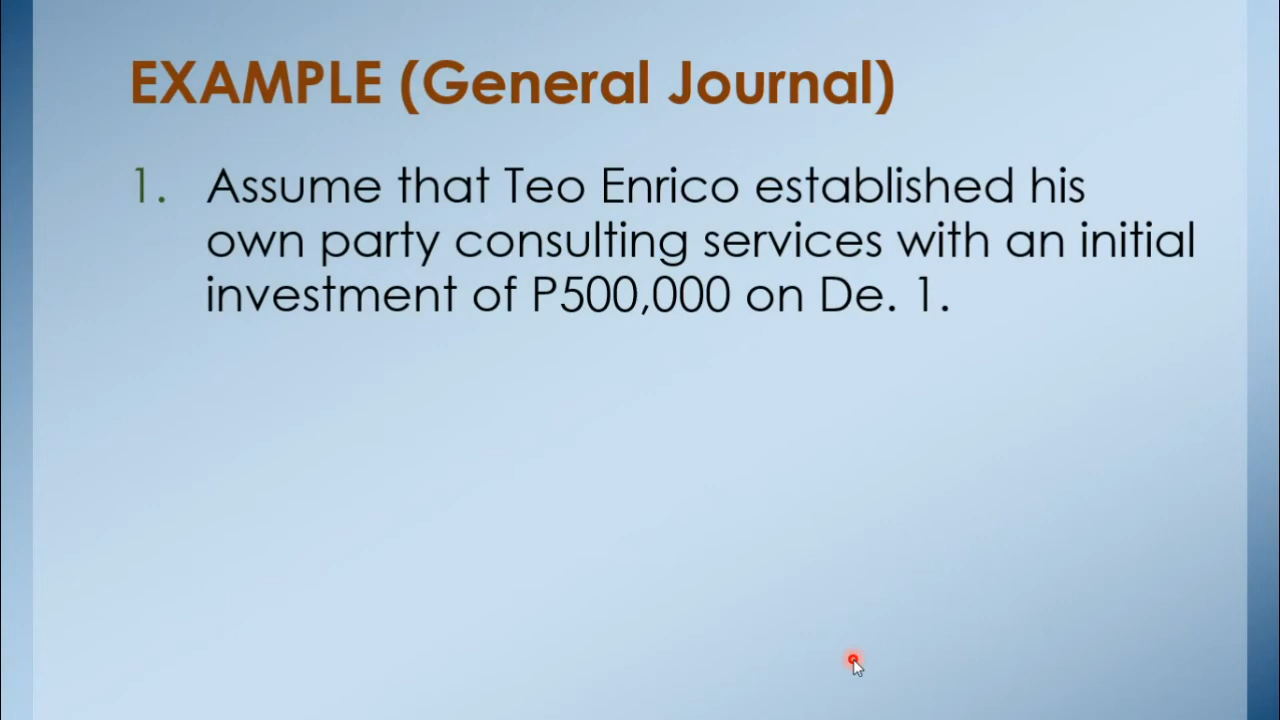 EXAMPLE (General Journal)
1. Assume that Teo Enrico established his
own party consulting services with an initial
investment of P500,000 on De. 1.